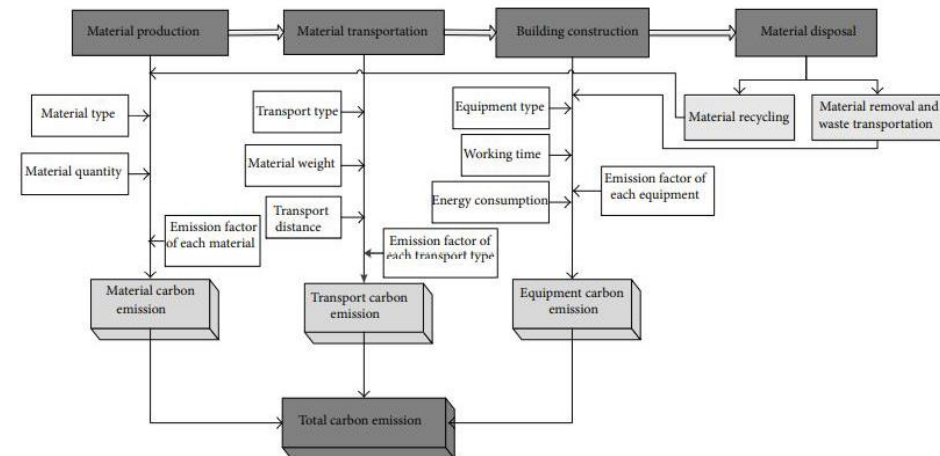 Material production
Material transportation
Building construction
Material disposal
Material type
Transport type
Equipment type
Material recycling
Material removal and
waste transportation
Material quantity
Material weight
Working time
Energy consumption
Emission factor of
each equipment
Transport
distance
Emission factor
of each material
Emission factor of
each transport type
Material carbon
emission
Transport carbon
emission
Equipment carbon
emission
Total carbon emission